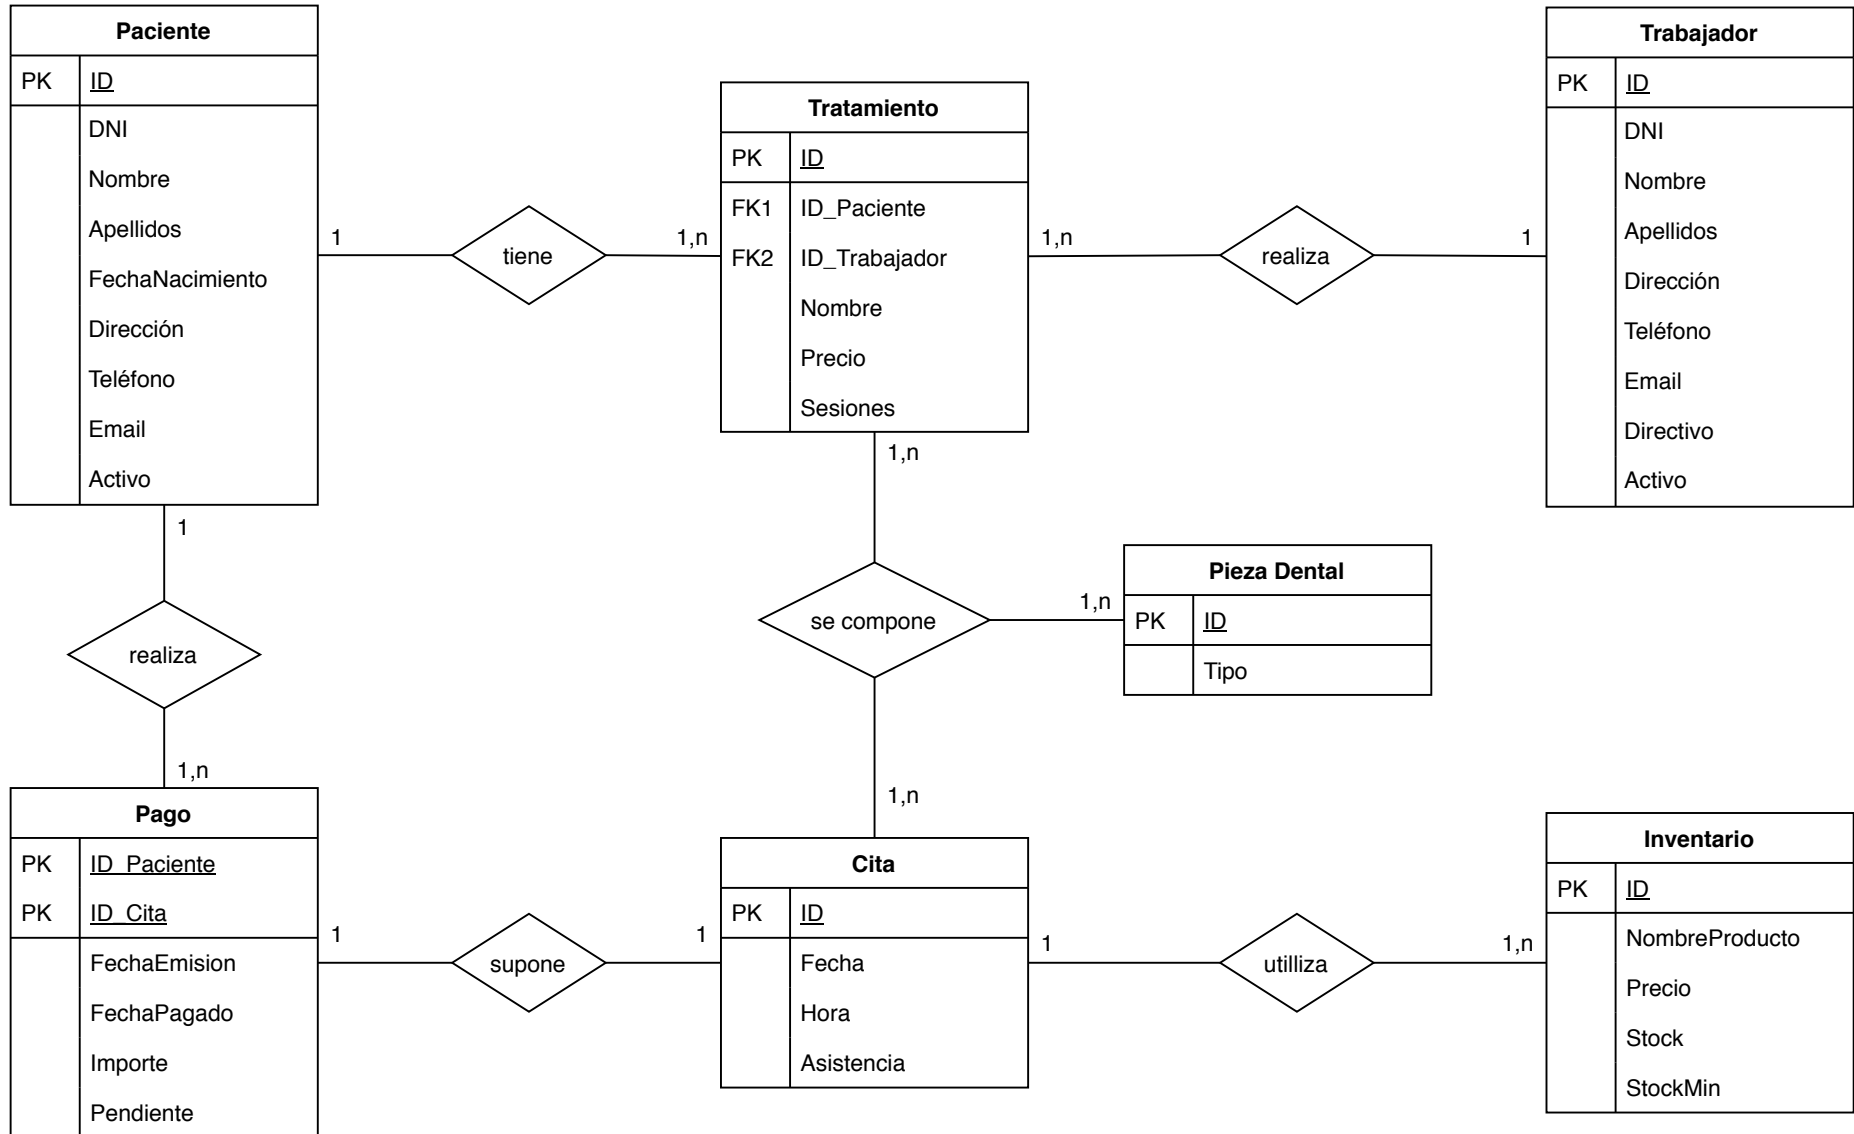 Paciente
PK ID
DNI
Nombre
Apellidos
FechaNacimiento
Dirección
Teléfono
Email
Activo
1
tiene
1,n
Tratamiento
PK ID
FK1 ID_Paciente
FK2 ID_Trabajador
Nombre
Precio
Sesiones
1,n
realiza
1
Trabajador
PK ID
DNI
Nombre
Apellidos
Dirección
Teléfono
Email
Directivo
Activo
1
realiza
1,n
1,n
se compone
1,n
1,n
Pieza Dental
PK ID
Tipo
Pago
PK ID_Paciente
PK ID_Cita
FechaEmision
FechaPagado
Importe
Pendiente
1
supone
1
Cita
PK ID
Fecha
Hora
Asistencia
1
utilliza
1,n
Inventario
PK ID
NombreProducto
Precio
Stock
StockMin